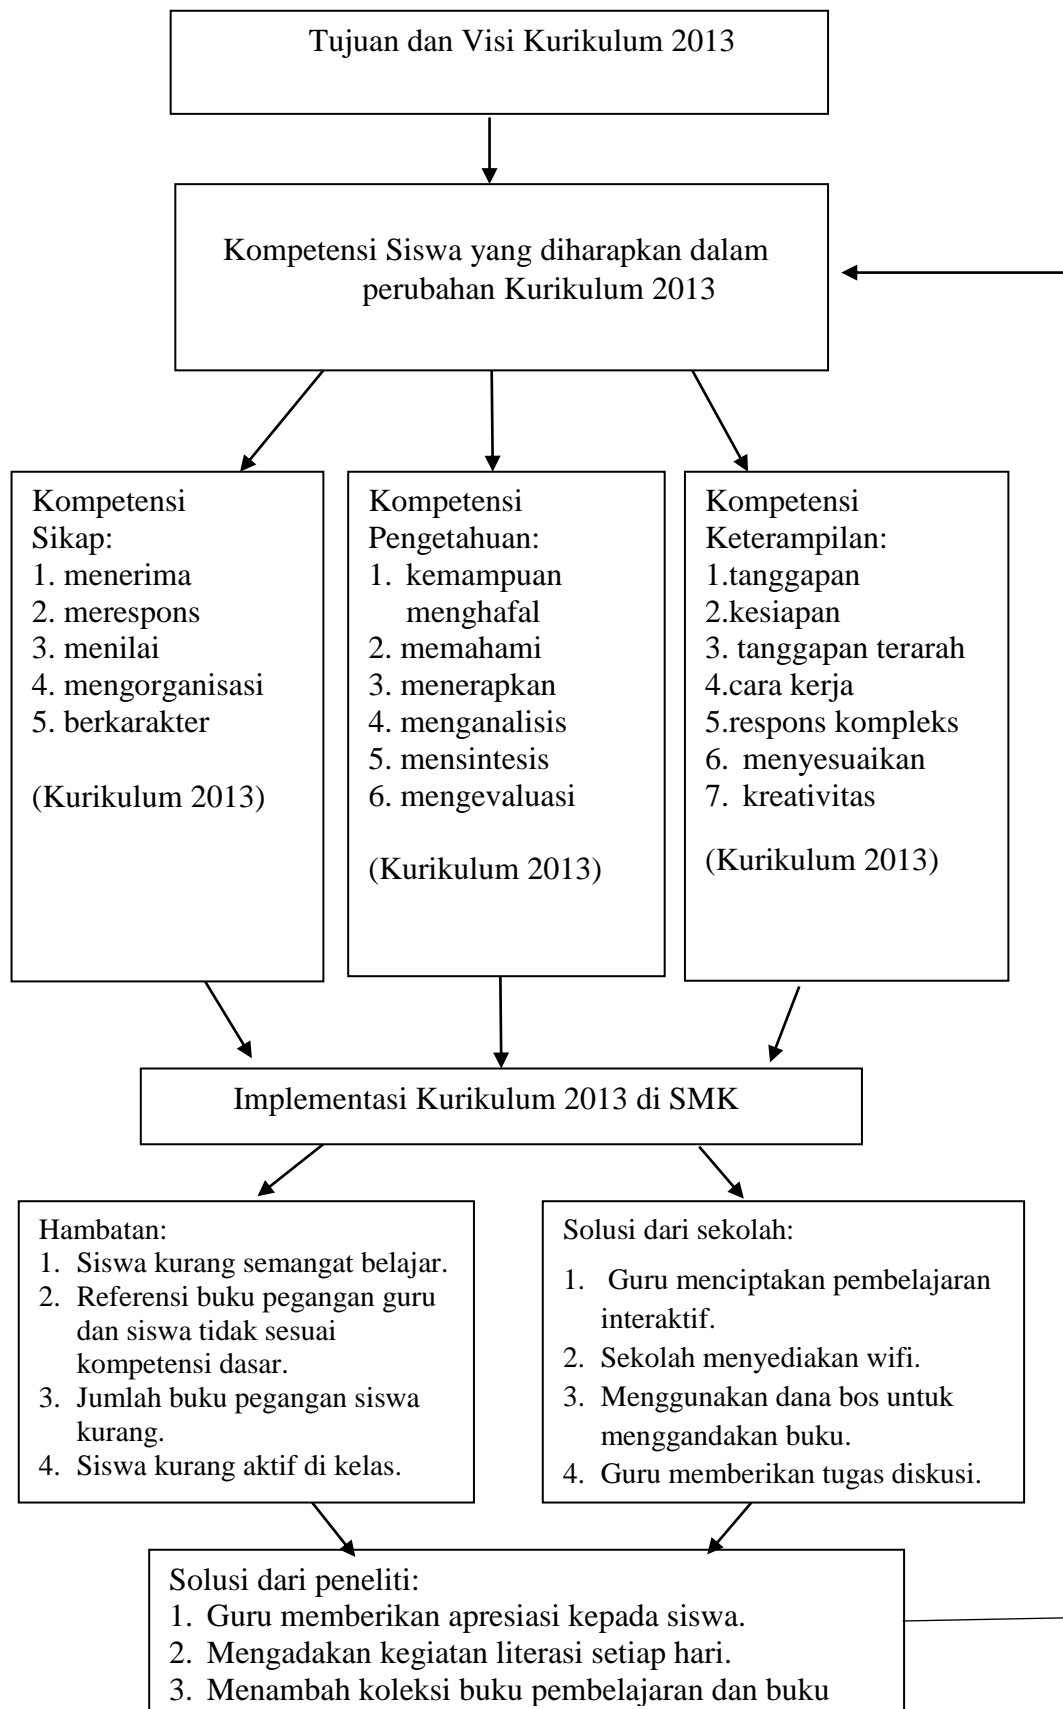 Tujuan dan Visi Kurikulum 2013
Kompetensi Siswa yang diharapkan dalam
perubahan Kurikulum 2013
Kompetensi
Sikap:
1. menerima
2. merespons
3. menilai
4. mengorganisasi
5. berkarakter
(Kurikulum 2013)
Kompetensi
Pengetahuan:
1. kemampuan
menghafal
2. memahami
3. menerapkan
4. menganalisis
5. mensintesis
6. mengevaluasi
(Kurikulum 2013)
Kompetensi
Keterampilan:
1.tanggapan
2.kesiapan
3. tanggapan terarah
4.cara kerja
5.respons kompleks
6. menyesuaikan
7. kreativitas
(Kurikulum 2013)
Implementasi Kurikulum 2013 di SMK
Hambatan:
1. Siswa kurang semangat belajar.
2. Referensi buku pegangan guru
dan siswa tidak sesuai
kompetensi dasar.
3. Jumlah buku pegangan siswa
kurang.
4. Siswa kurang aktif di kelas.
Solusi dari sekolah:
1. Guru menciptakan pembelajaran
interaktif.
2. Sekolah menyediakan wifi.
3. Menggunakan dana bos untuk
menggandakan buku.
4. Guru memberikan tugas diskusi.
Solusi dari peneliti:
1. Guru memberikan apresiasi kepada siswa.
2. Mengadakan kegiatan literasi setiap hari.
3. Menambah koleksi buku pembelajaran dan buku